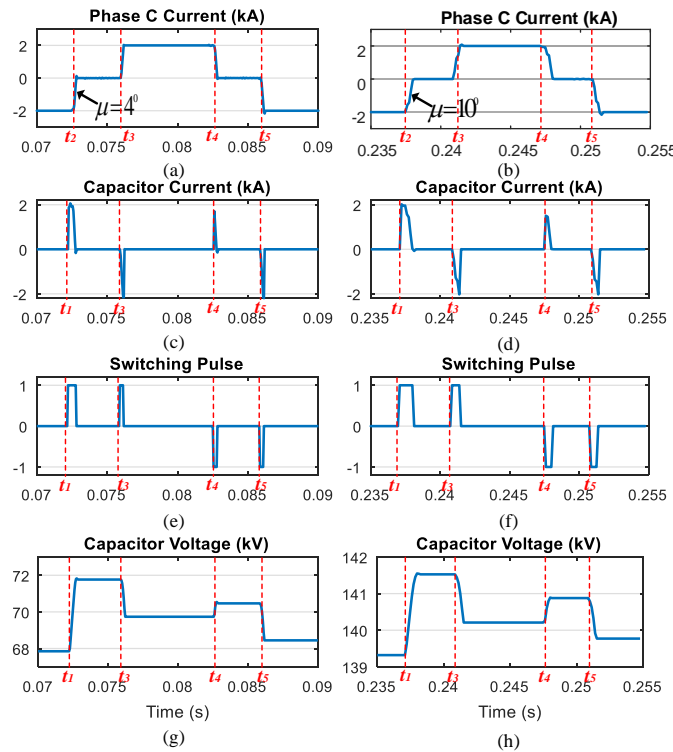 Phase C Current (kA)
2
0
-2
μ=4⁰
t2 t3 t4 t5
0.07 0.075 0.08 0.085 0.09
(a)
Phase C Current (kA)
2
0
-2
μ=10⁰
t2 t3 t4 t5
0.235 0.241 0.245 0.251 0.255
(b)
Capacitor Current (kA)
2
0
-2
t1 t3 t4 t5
0.07 0.075 0.08 0.085 0.09
(c)
Capacitor Current (kA)
2
0
-2
t1 t3 t4 t5
0.235 0.241 0.245 0.251 0.255
(d)
Switching Pulse
1
0
-1
t1 t3 t4 t5
0.07 0.075 0.08 0.085 0.09
(e)
Switching Pulse
1
0
-1
t1 t3 t4 t5
0.235 0.241 0.245 0.251 0.255
(f)
Capacitor Voltage (kV)
72
70
68
t1 t3 t4 t5
0.07 0.075 0.08 0.085 0.09
Time (s)
(g)
Capacitor Voltage (kV)
142
141
140
139
t1 t3 t4 t5
0.235 0.243 0.245 0.251 0.255
Time (s)
(h)